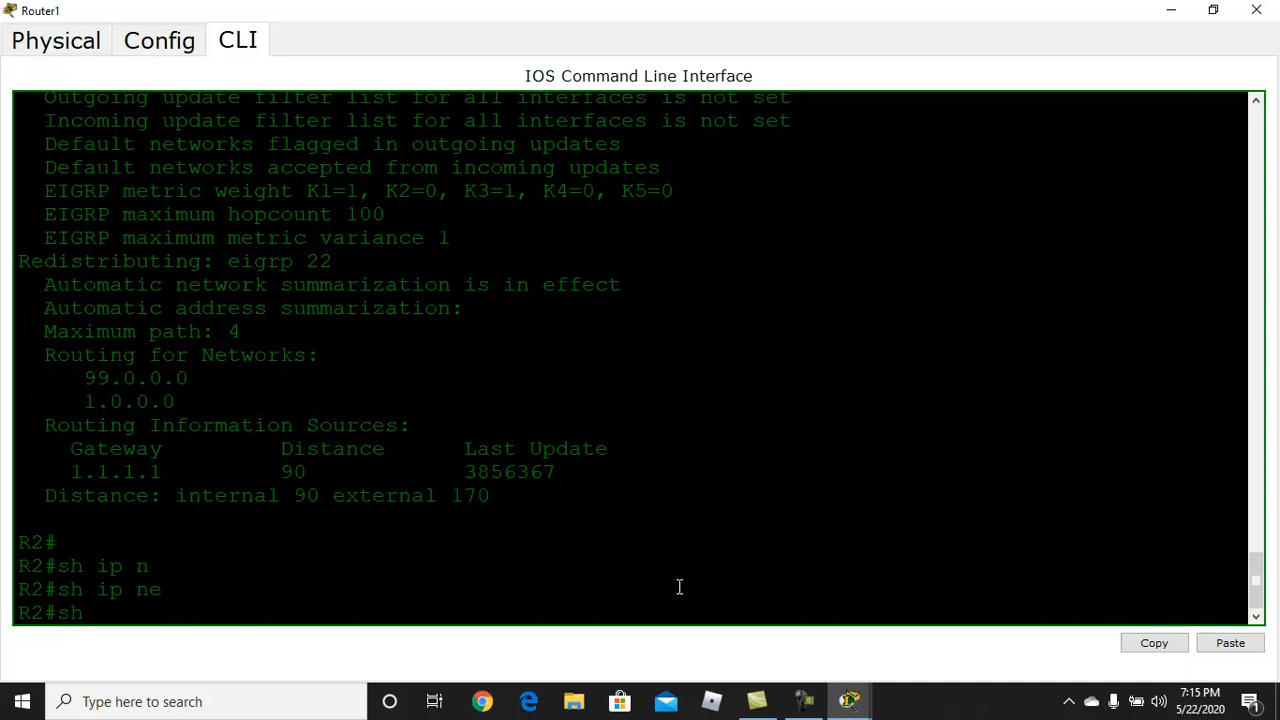 Router1
Physical Config CLI
IOS Command Line Interface
Outgoing update filter list for all interfaces is not set
Incoming update filter list for all interfaces is not set
Default networks flagged in outgoing updates
Default networks accepted from incoming updates
EIGRP metric weight K1=1, K2=0, K3=1, K4=0, K5=0
EIGRP maximum hopcount 100
EIGRP maximum metric variance 1
Redistributing: eigrp 22
Automatic network summarization is in effect
Automatic address summarization:
Maximum path: 4
Routing for Networks:
99.0.0.0
1.0.0.0
Routing Information Sources:
Gateway Distance Last Update
1.1.1.1 90 3856367
Distance: internal 90 external 170
R2#
R2#sh ip n
R2#sh ip ne
R2#sh
Copy Paste
Type here to search
7:15 PM
5/22/2020
1